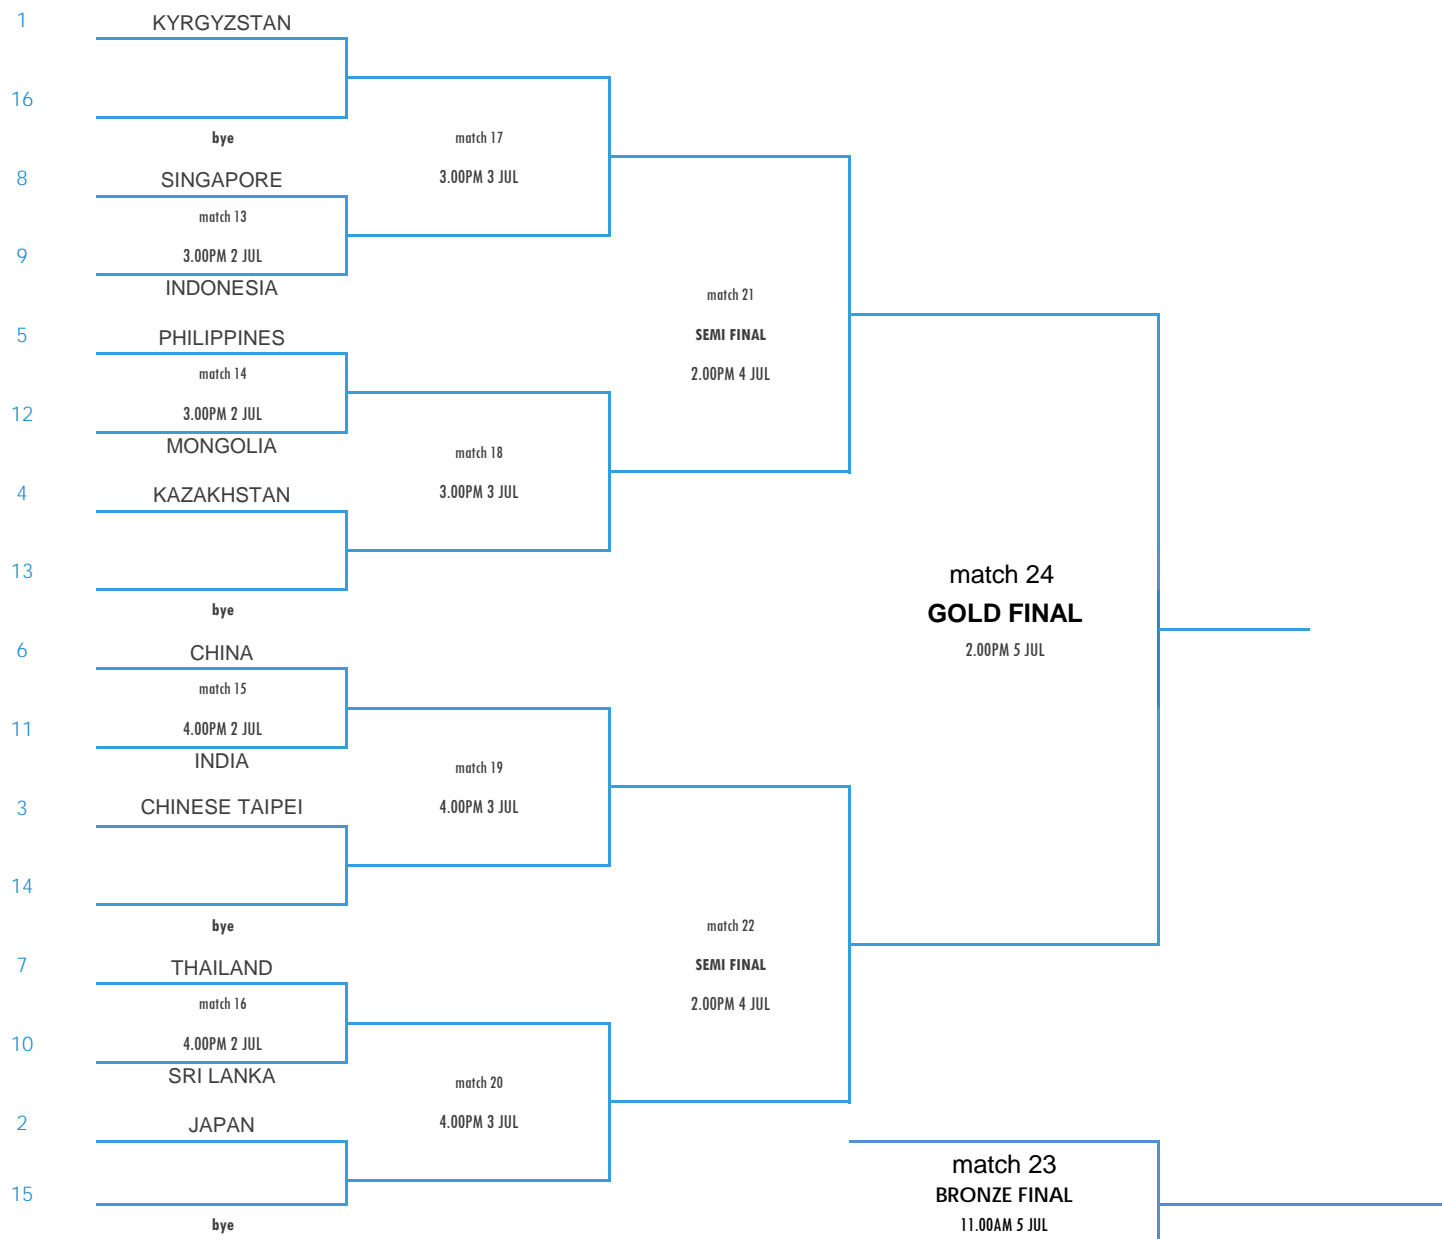 1
KYRGYZSTAN
16
bye
match 17
8
SINGAPORE
3.00PM 3 JUL
match 13
9
3.00PM 2 JUL
INDONESIA
match 21
5
PHILIPPINES
SEMI FINAL
match 14
2.00PM 4 JUL
12
3.00PM 2 JUL
MONGOLIA
match 18
4
KAZAKHSTAN
3.00PM 3 JUL
13
match 24
bye
GOLD FINAL
6
CHINA
2.00PM 5 JUL
match 15
11
4.00PM 2 JUL
INDIA
match 19
3
CHINESE TAIPEI
4.00PM 3 JUL
14
bye
match 22
7
THAILAND
SEMI FINAL
match 16
2.00PM 4 JUL
10
4.00PM 2 JUL
SRI LANKA
match 20
2
JAPAN
4.00PM 3 JUL
match 23
15
BRONZE FINAL
bye
11.00AM 5 JUL